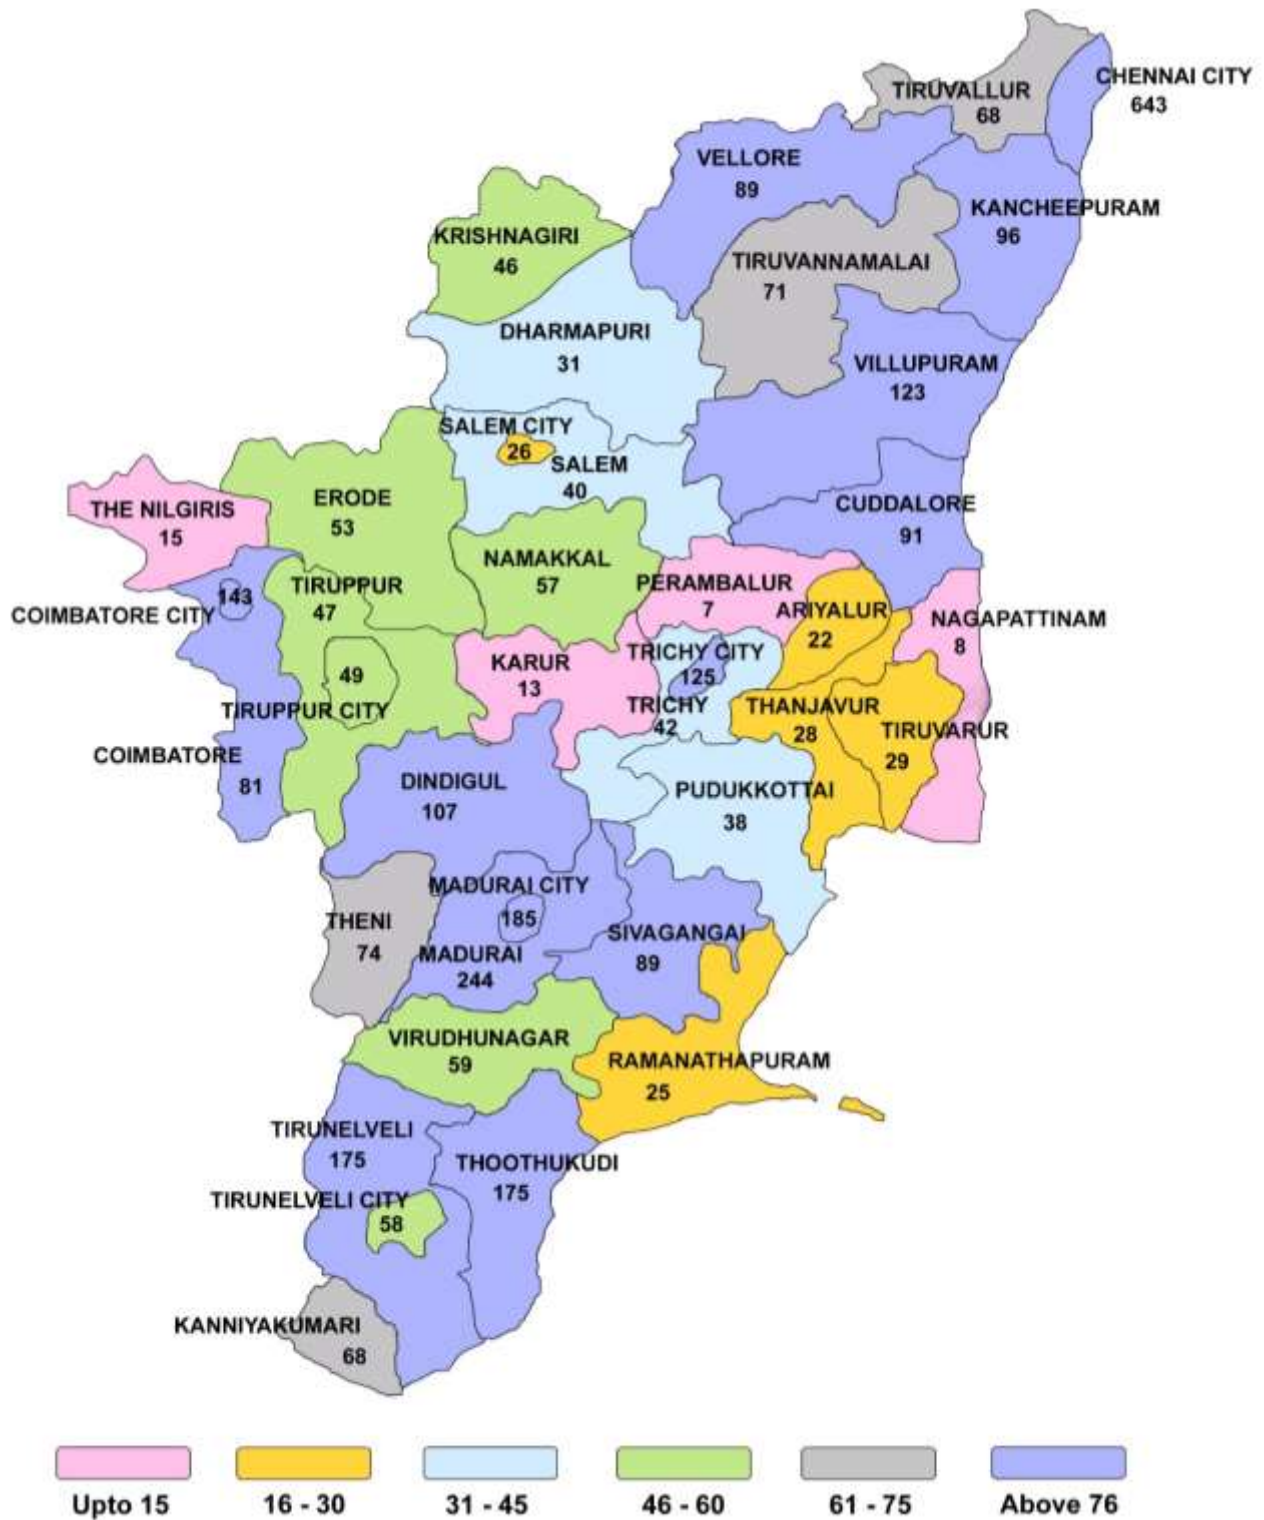 CHENNAI CITY
643
TIRUVALLUR
68
VELLORE
89
KANCHEEPURAM
96
KRISHNAGIRI
46
TIRUVANNAMALAI
71
DHARMAPURI
31
VILLUPURAM
123
SALEM CITY
26
SALEM
40
ERODE
53
THE NILGIRIS
15
CUDDALORE
91
NAMAKKAL
57
PERAMBALUR
7
TIRUPPUR
47
143
COIMBATORE CITY
ARIYALUR
22
NAGAPATTINAM
8
TRICHY CITY
125
KARUR
13
49
TIRUPPUR CITY
TRICHY
42
THANJAVUR
28
TIRUVARUR
29
COIMBATORE
81
DINDIGUL
107
PUDUKKOTTAI
38
MADURAI CITY
185
THENI
74
SIVAGANGAI
89
MADURAI
244
VIRUDHUNAGAR
59
RAMANATHAPURAM
25
TIRUNELVELI
175
THOOTHUKUDI
175
TIRUNELVELI CITY
58
KANNIYAKUMARI
68
Upto 15
16 - 30
31 - 45
46 - 60
61 - 75
Above 76